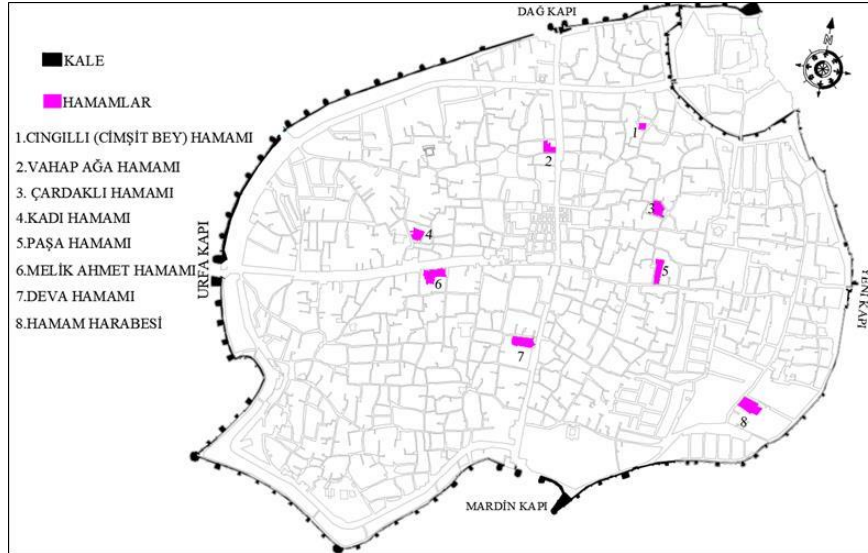 DAĞ KAPI
N
KALE
HAMAMLAR
1.CINGILLI (CİMŞİT BEY) HAMAMI
2.VAHAP AĞA HAMAMI
3. ÇARDAKLI HAMAMI
4.KADI HAMAMI
5.PAŞA HAMAMI
6.MELİK AHMET HAMAMI
7.DEVA HAMAMI
8.HAMAM HARABESİ
URFA KAPI
YENİ KAPI
MARDİN KAPI
1
2
3
4
5
6
7
8